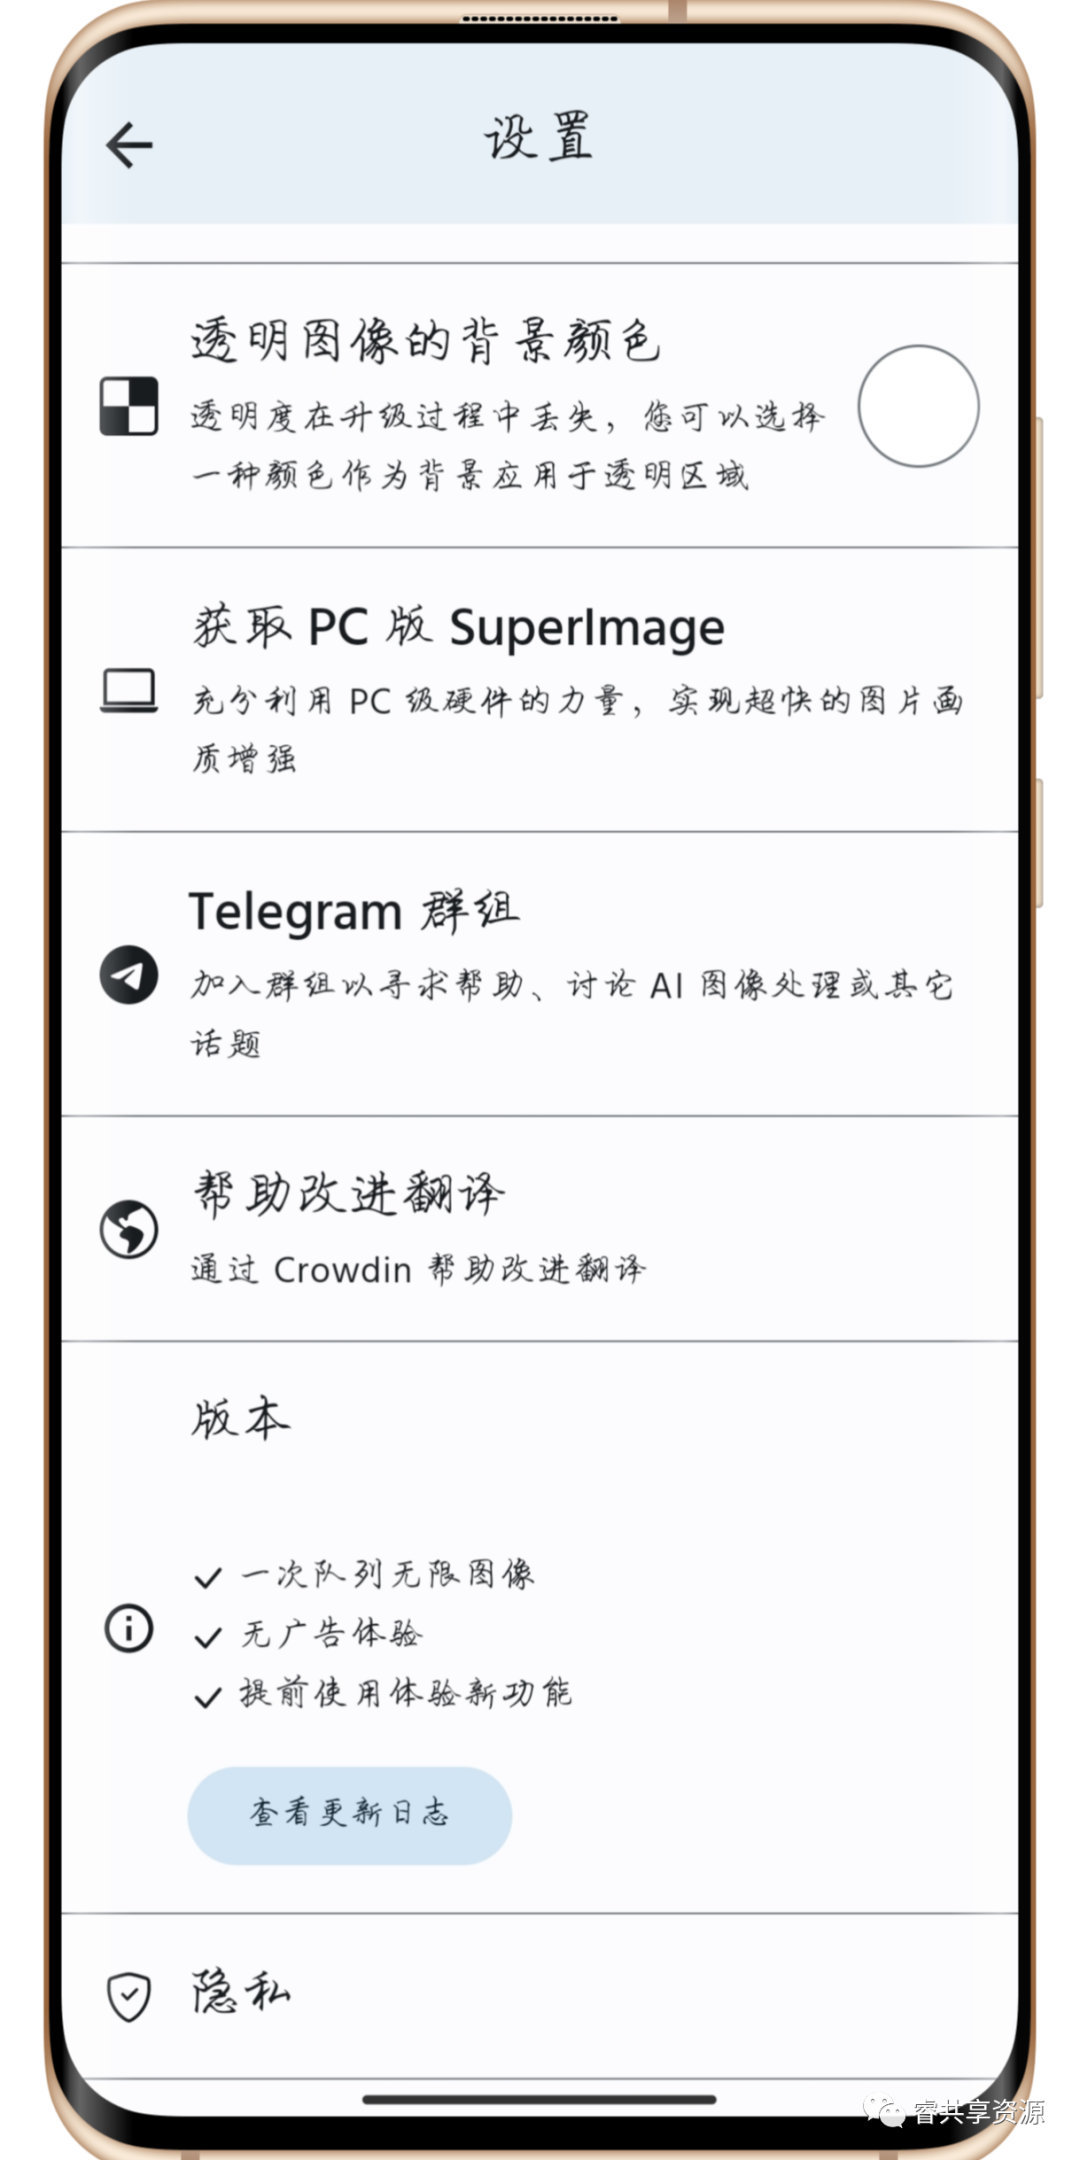 设置
透明图像的背景颜色
透明度在升级过程中丢失，您可以选择
一种颜色作为背景应用于透明区域
获取 PC 版 SuperImage
充分利用 PC 级硬件的力量，实现超快的图片画
质增强
Telegram 群组
加入群组以寻求帮助、讨论 AI 图像处理或其它
话题
帮助改进翻译
通过 Crowdin 帮助改进翻译
版本
✓ 一次队列无限图像
✓ 无广告体验
✓ 提前使用体验新功能
查看更新日志
隐私
睿共享资源